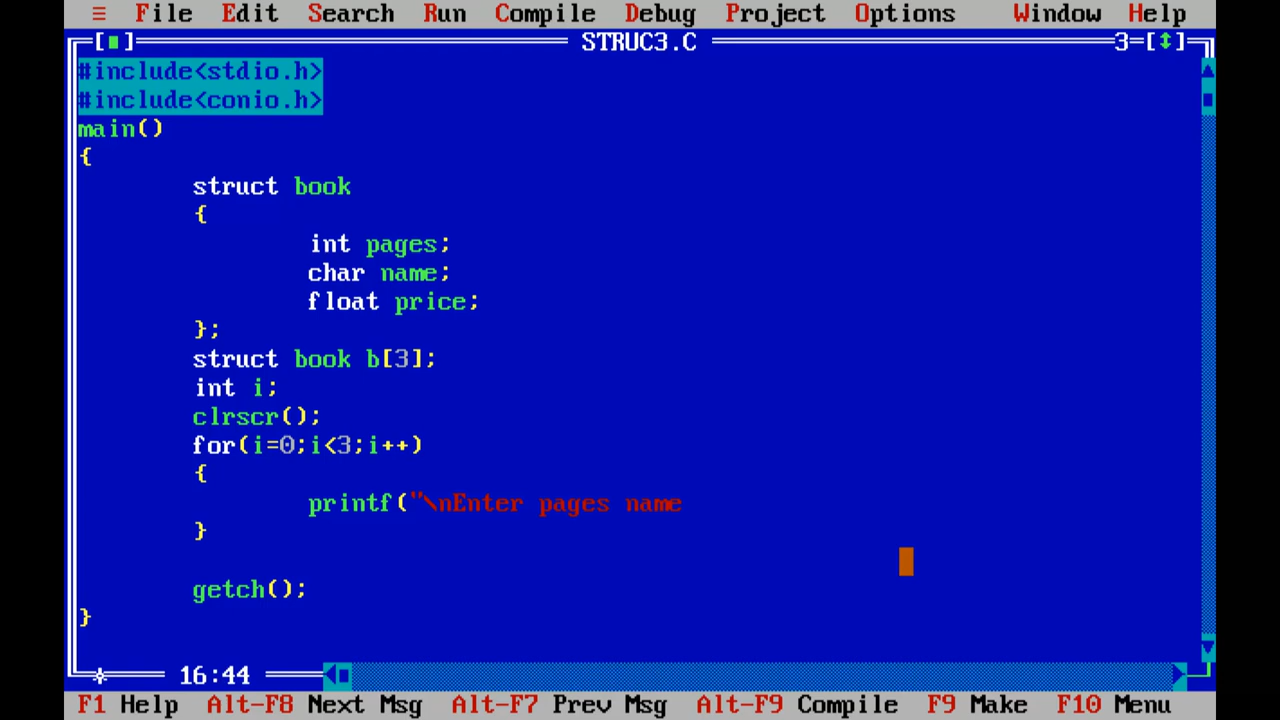 ≡ File Edit Search Run Compile Debug Project Options Window Help
[■] STRUC3.C 3=[↕]
#include<stdio.h>
#include<conio.h>
main()
{
struct book
{
int pages;
char name;
float price;
};
struct book b[3];
int i;
clrscr();
for(i=0;i<3;i++)
{
printf("\nEnter pages name
}
getch();
}
16:44
F1 Help Alt-F8 Next Msg Alt-F7 Prev Msg Alt-F9 Compile F9 Make F10 Menu